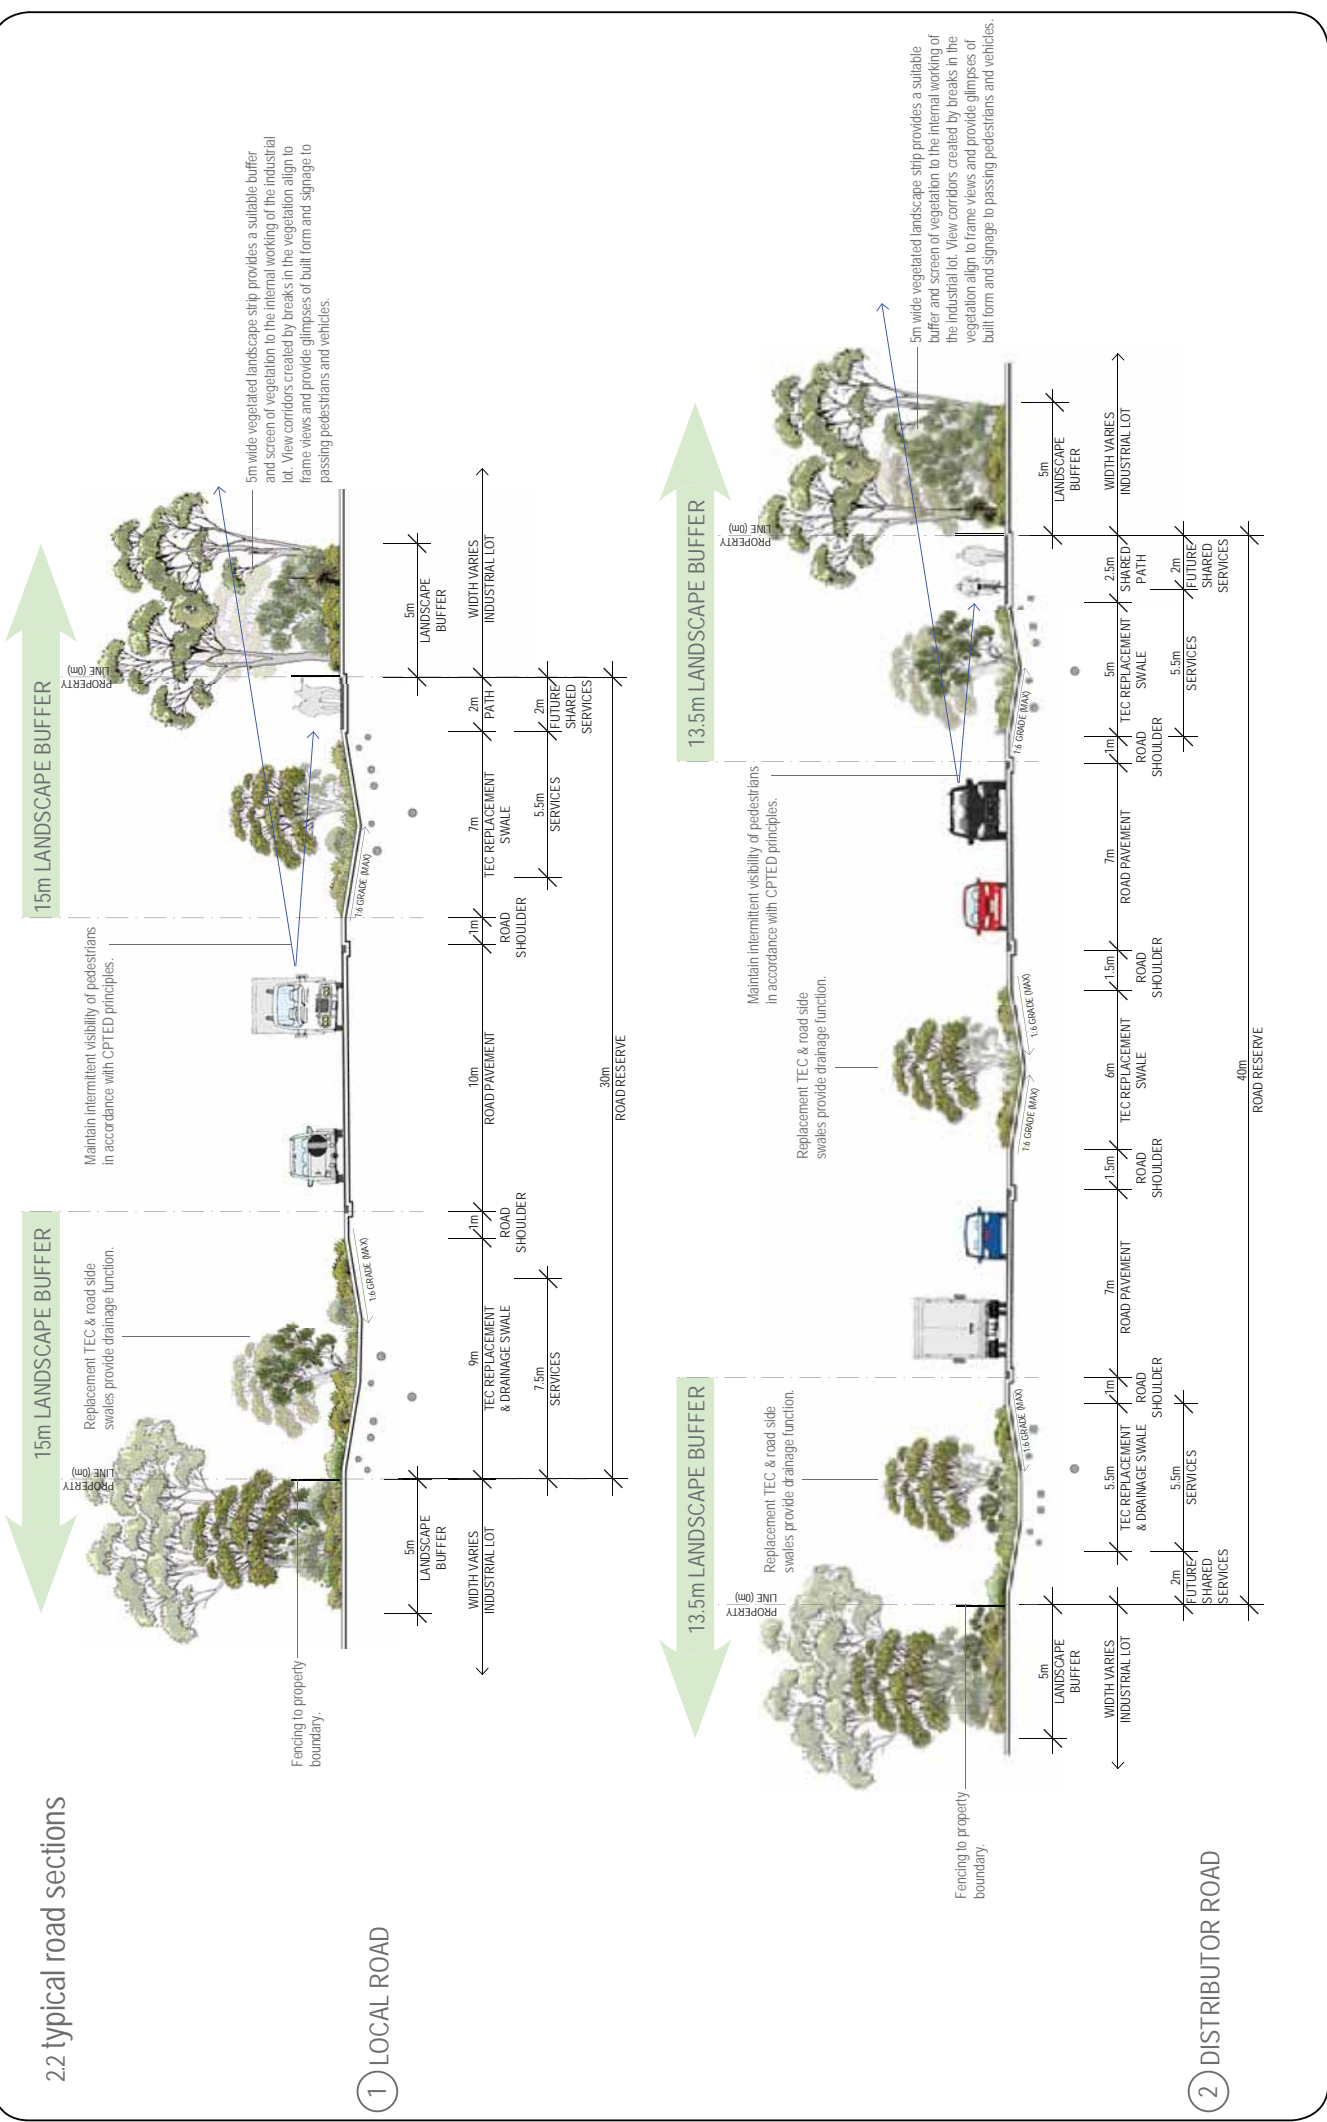 2.2 typical road sections
15m LANDSCAPE BUFFER
15m LANDSCAPE BUFFER
PROPERTY
LINE (0m)
PROPERTY
LINE (0m)
Replacement TEC & road side
swales provide drainage function.
Maintain intermittent visibility of pedestrians
in accordance with CPTED principles.
5m wide vegetated landscape strip provides a suitable buffer
and screen of vegetation to the internal working of the industrial
lot. View corridors created by breaks in the vegetation align to
frame views and provide glimpses of built form and signage to
passing pedestrians and vehicles.
Fencing to property
boundary.
1:6 GRADE (MAX)
1:6 GRADE (MAX)
1 LOCAL ROAD
5m
LANDSCAPE
BUFFER
5m
LANDSCAPE
BUFFER
WIDTH VARIES
INDUSTRIAL LOT
9m
TEC REPLACEMENT
& DRAINAGE SWALE
1m
ROAD
SHOULDER
10m
ROAD PAVEMENT
1m
ROAD
SHOULDER
7m
TEC REPLACEMENT
SWALE
2m
PATH
WIDTH VARIES
INDUSTRIAL LOT
7.5m
SERVICES
5.5m
SERVICES
2m
FUTURE
SHARED
SERVICES
30m
ROAD RESERVE
13.5m LANDSCAPE BUFFER
13.5m LANDSCAPE BUFFER
PROPERTY
LINE (0m)
PROPERTY
LINE (0m)
Replacement TEC & road side
swales provide drainage function.
Replacement TEC & road side
swales provide drainage function.
Maintain intermittent visibility of pedestrians
in accordance with CPTED principles.
5m wide vegetated landscape strip provides a suitable
buffer and screen of vegetation to the internal working of
the industrial lot. View corridors created by breaks in the
vegetation align to frame views and provide glimpses of
built form and signage to passing pedestrians and vehicles.
Fencing to property
boundary.
1:6 GRADE (MAX)
1:6 GRADE (MAX)
1:6 GRADE (MAX)
1:6 GRADE (MAX)
5m
LANDSCAPE
BUFFER
5m
LANDSCAPE
BUFFER
WIDTH VARIES
INDUSTRIAL LOT
5.5m
TEC REPLACEMENT
& DRAINAGE SWALE
1m
ROAD
SHOULDER
7m
ROAD PAVEMENT
1.5m
ROAD
SHOULDER
6m
TEC REPLACEMENT
SWALE
1.5m
ROAD
SHOULDER
7m
ROAD PAVEMENT
1m
ROAD
SHOULDER
5m
TEC REPLACEMENT
SWALE
2.5m
SHARED
PATH
WIDTH VARIES
INDUSTRIAL LOT
2m
FUTURE
SHARED
SERVICES
5.5m
SERVICES
5.5m
SERVICES
2m
FUTURE
SHARED
SERVICES
40m
ROAD RESERVE
2 DISTRIBUTOR ROAD